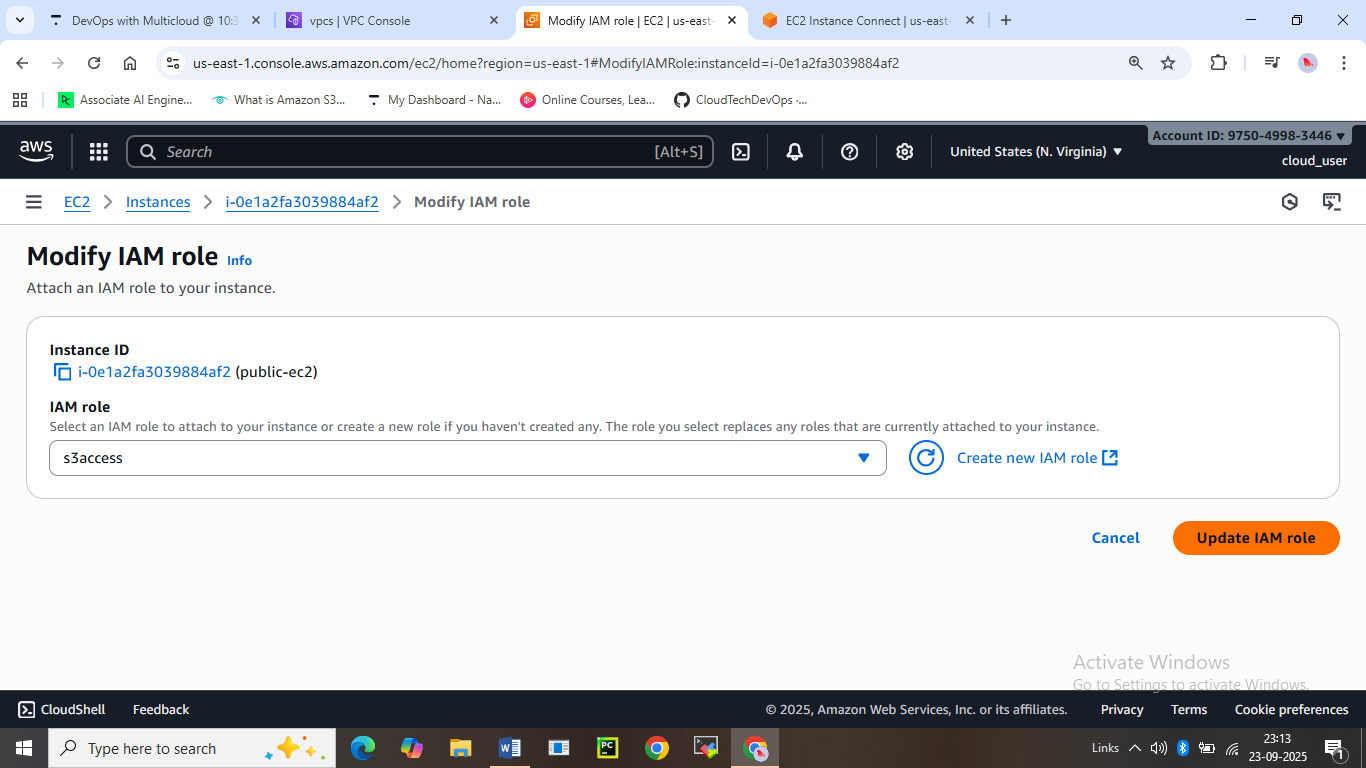 DevOps with Multicloud @ 10:3
vpcs | VPC Console
Modify IAM role | EC2 | us-east-
EC2 Instance Connect | us-east-
us-east-1.console.aws.amazon.com/ec2/home?region=us-east-1#ModifyIAMRole:instanceId=i-0e1a2fa3039884af2
Associate AI Engine...
What is Amazon S3...
My Dashboard - Na...
Online Courses, Lea...
CloudTechDevOps -...
aws
Search
[Alt+S]
United States (N. Virginia)
Account ID: 9750-4998-3446
cloud_user
EC2
Instances
i-0e1a2fa3039884af2
Modify IAM role
Modify IAM role Info
Attach an IAM role to your instance.
Instance ID
i-0e1a2fa3039884af2 (public-ec2)
IAM role
Select an IAM role to attach to your instance or create a new role if you haven't created any. The role you select replaces any roles that are currently attached to your instance.
s3access
Create new IAM role
Cancel
Update IAM role
Activate Windows
Go to Settings to activate Windows.
CloudShell
Feedback
© 2025, Amazon Web Services, Inc. or its affiliates.
Privacy
Terms
Cookie preferences
Type here to search
Links
23:13
23-09-2025
1